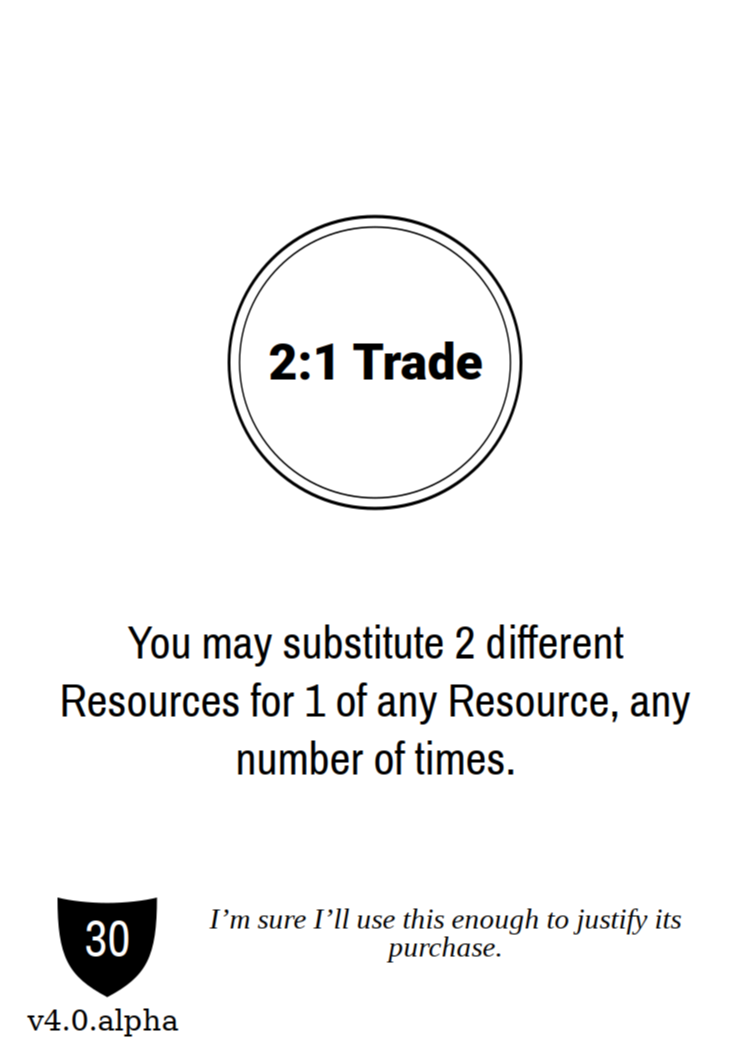 2:1 Trade
You may substitute 2 different
Resources for 1 of any Resource, any
number of times.
30
I’m sure I’ll use this enough to justify its
purchase.
v4.0.alpha